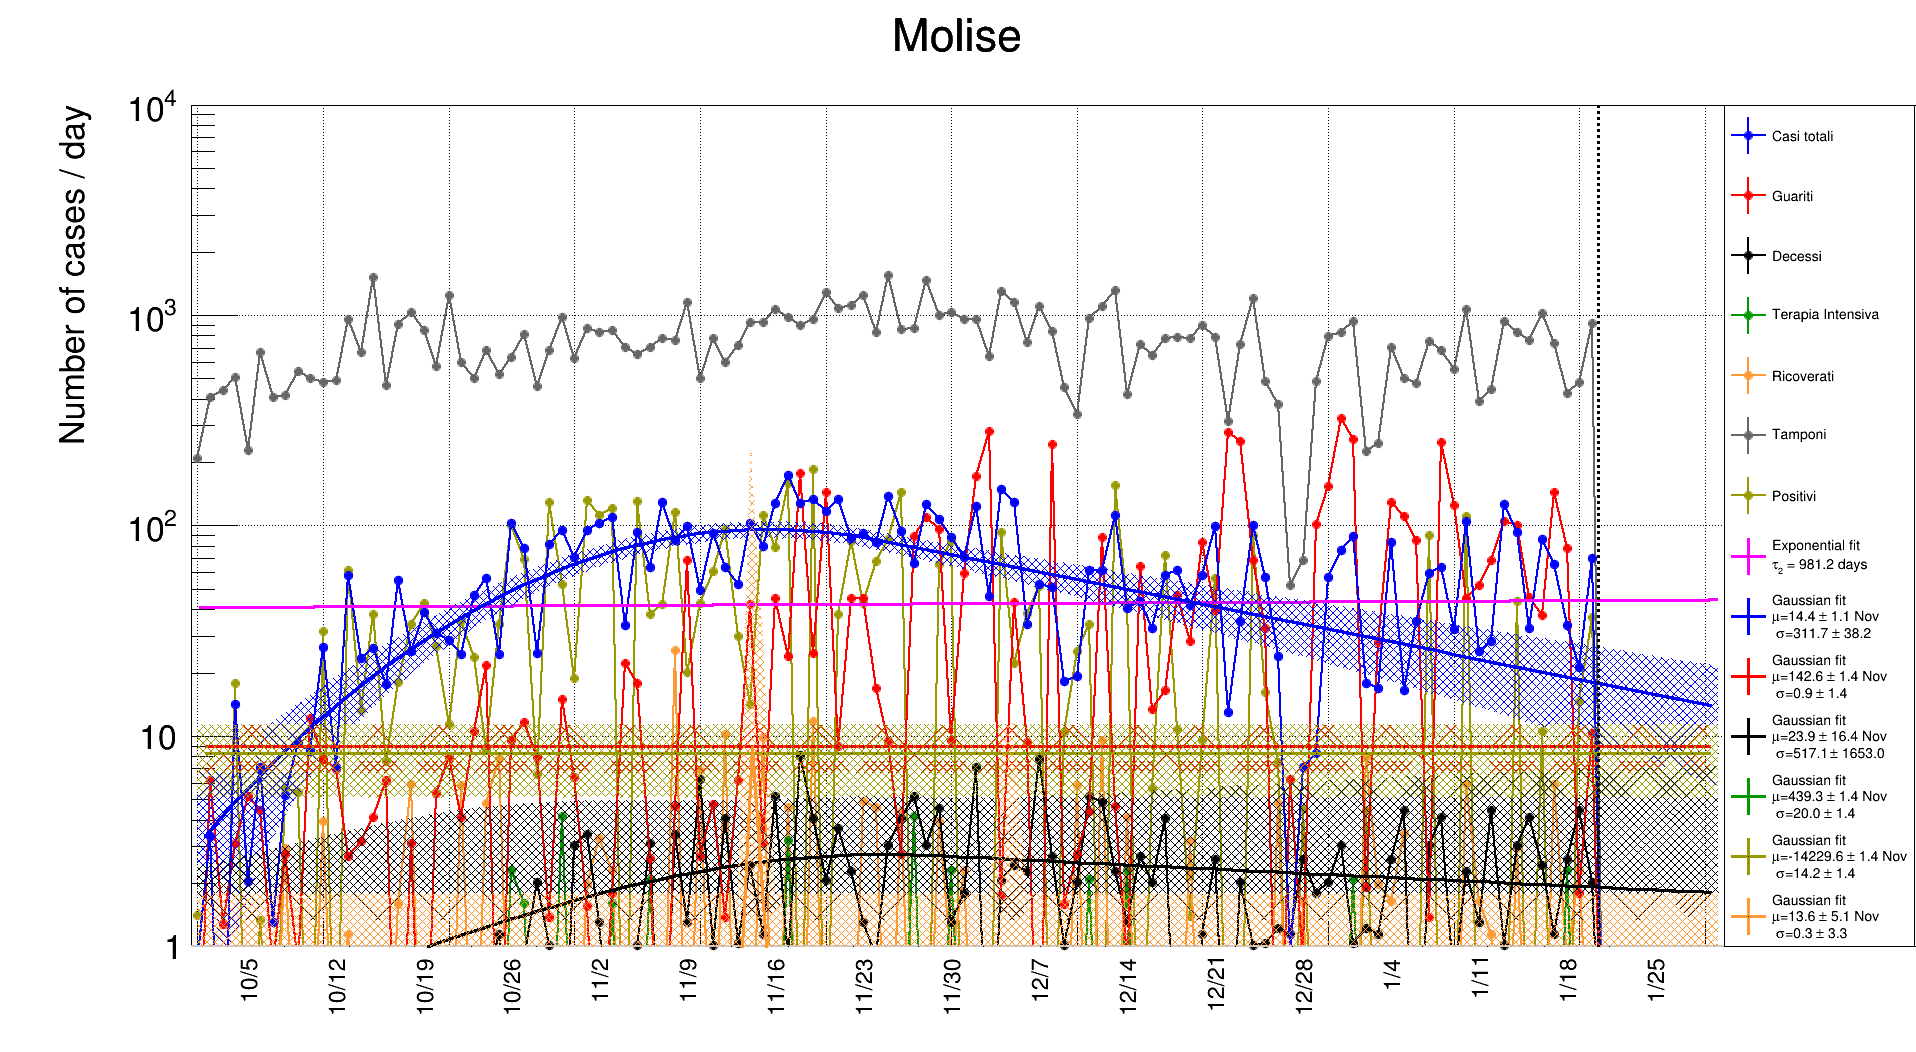 Molise
Number of cases / day
10^4
10^3
10^2
10
1
10/5
10/12
10/19
10/26
11/2
11/9
11/16
11/23
11/30
12/7
12/14
12/21
12/28
1/4
1/11
1/18
1/25
Casi totali
Guariti
Decessi
Terapia Intensiva
Ricoverati
Tamponi
Positivi
Exponential fit
τ₂ = 981.2 days
Gaussian fit
μ=14.4 ± 1.1 Nov
σ=311.7 ± 38.2
Gaussian fit
μ=142.6 ± 1.4 Nov
σ=0.9 ± 1.4
Gaussian fit
μ=23.9 ± 16.4 Nov
σ=517.1 ± 1653.0
Gaussian fit
μ=439.3 ± 1.4 Nov
σ=20.0 ± 1.4
Gaussian fit
μ=-14229.6 ± 1.4 Nov
σ=14.2 ± 1.4
Gaussian fit
μ=13.6 ± 5.1 Nov
σ=0.3 ± 3.3